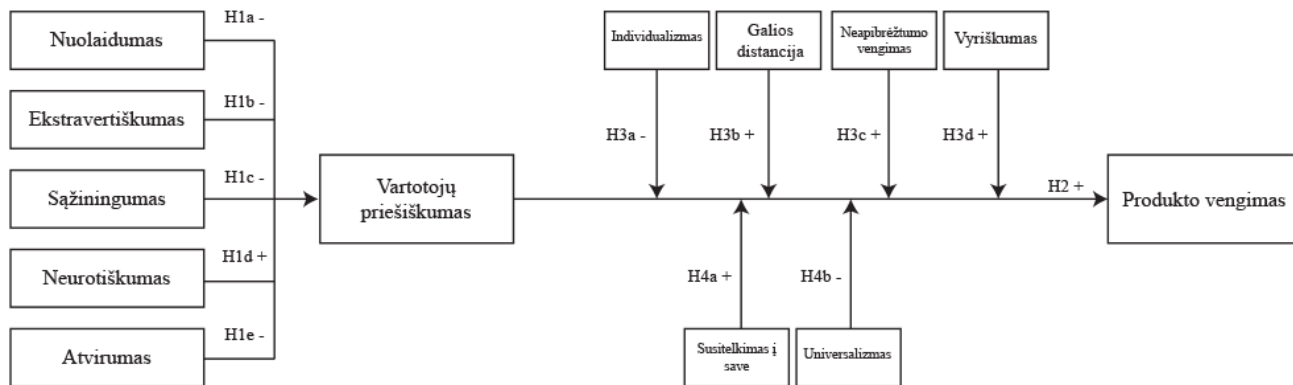 H1a -
Nuolaidumas
H1b -
Ekstravertiškumas
H1c -
Sąžiningumas
H1d +
Neurotiškumas
H1e -
Atvirumas
Vartotojų
priešiškumas
Individualizmas
Galios
distancija
Neapibrėžtumo
vengimas
Vyriškumas
H3a -
H3b +
H3c +
H3d +
H2 +
H4a +
H4b -
Susitelkimas į
save
Universalizmas
Produkto vengimas